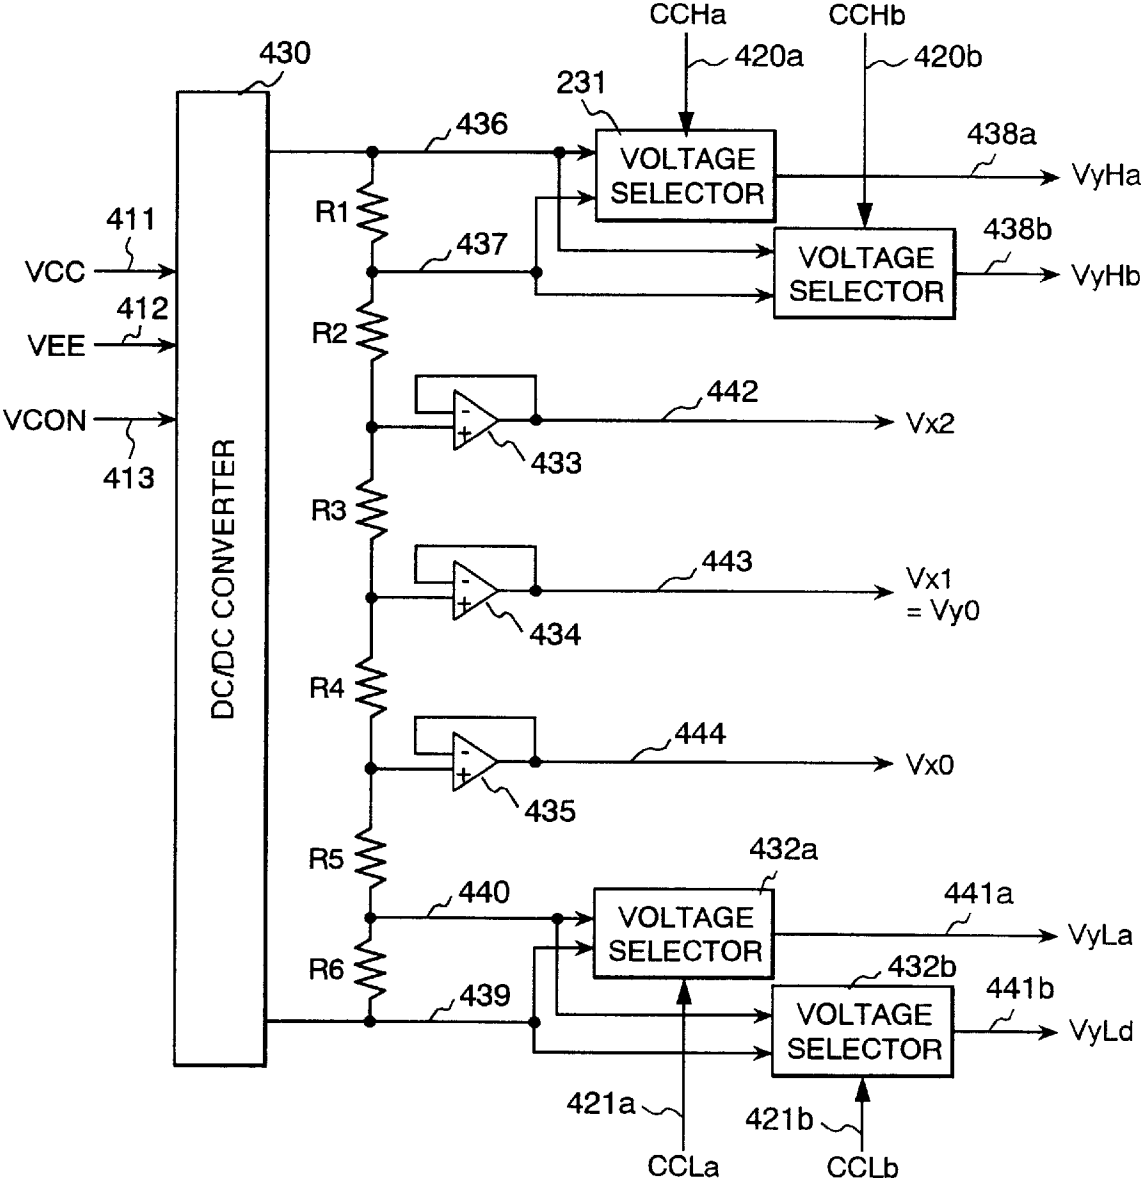 CCHa
CCHb
430
420a
420b
231
436
VOLTAGE
SELECTOR
438a
VyHa
R1
411
437
438b
VCC
VOLTAGE
SELECTOR
VyHb
412
R2
VEE
442
VCON
-
+
Vx2
413
433
DC/DC CONVERTER
R3
443
-
+
Vx1
= Vy0
434
R4
444
-
+
Vx0
435
432a
R5
440
VOLTAGE
SELECTOR
441a
VyLa
R6
432b
439
441b
VOLTAGE
SELECTOR
VyLd
421a
421b
CCLa
CCLb